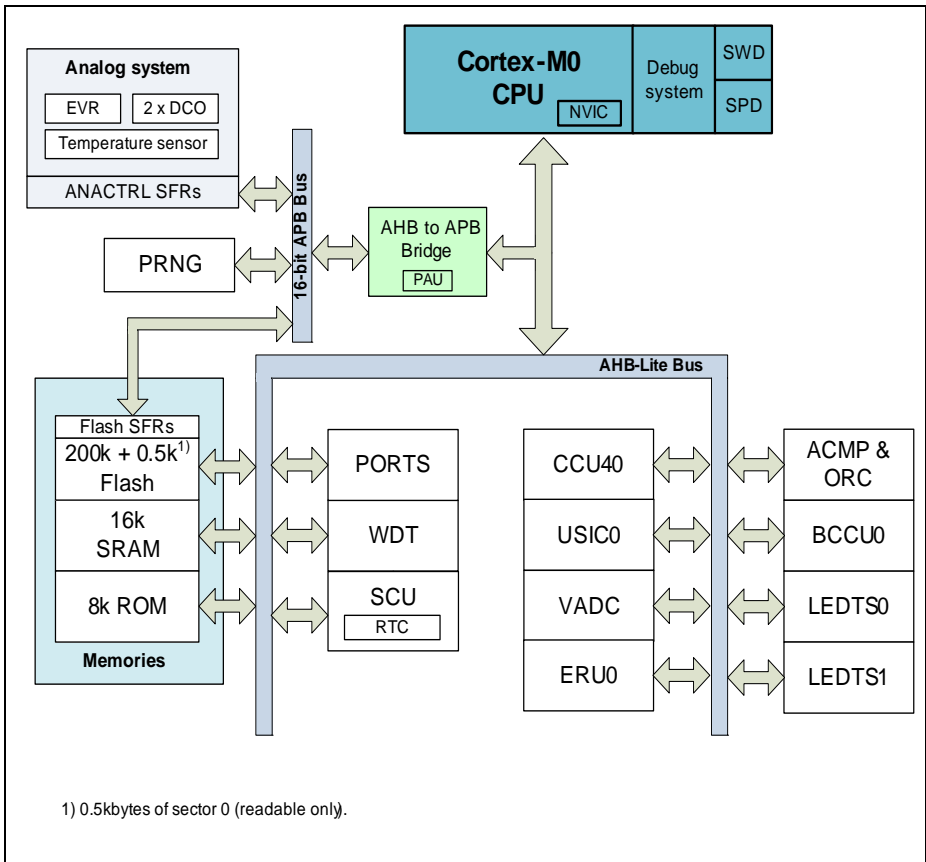 Analog system
EVR
2 x DCO
Temperature sensor
ANACTRL SFRs
PRNG
16-bit APB Bus
AHB to APB
Bridge
PAU
Cortex-M0
CPU
NVIC
Debug
system
SWD
SPD
AHB-Lite Bus
Flash SFRs
200k + 0.5k1)
Flash
16k
SRAM
8k ROM
Memories
PORTS
WDT
SCU
RTC
CCU40
USIC0
VADC
ERU0
ACMP &
ORC
BCCU0
LEDTS0
LEDTS1
1) 0.5kbytes of sector 0 (readable only).